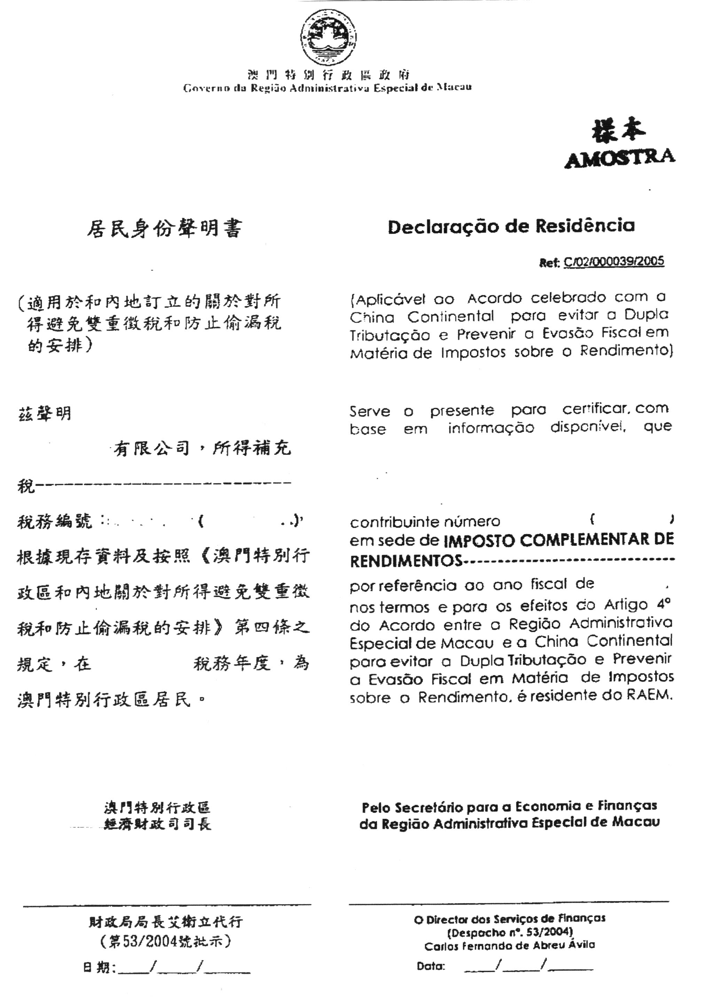 澳門特別行政區政府
Governo da Região Administrativa Especial de Macau
樣本
AMOSTRA
居民身份聲明書
(適用於和內地訂立的關於對所
得避免雙重徵稅和防止偷漏稅
的安排)
茲聲明
有限公司，所得補充
稅-----------------------------
稅務編號：( )，
根據現存資料及按照《澳門特別行
政區和內地關於對所得避免雙重徵
稅和防止偷漏稅的安排》第四條之
規定，在 稅務年度，為
澳門特別行政區居民。
澳門特別行政區
經濟財政司司長
財政局局長艾衛立代行
(第53/2004號批示)
日期:____/____/_____
Declaração de Residência
Ref: C/02/000039/2005
(Aplicável ao Acordo celebrado com a
China Continental para evitar a Dupla
Tributação e Prevenir a Evasão Fiscal em
Matéria de Impostos sobre o Rendimento)
Serve o presente para certificar, com
base em informação disponível, que
contribuinte número ( )
em sede de IMPOSTO COMPLEMENTAR DE
RENDIMENTOS-------------------------------
por referência ao ano fiscal de ,
nos termos e para os efeitos do Artigo 4º
do Acordo entre a Região Administrativa
Especial de Macau e a China Continental
para evitar a Dupla Tributação e Prevenir
a Evasão Fiscal em Matéria de Impostos
sobre o Rendimento, é residente da RAEM.
Pelo Secretário para a Economia e Finanças
da Região Administrativa Especial de Macau
O Director dos Serviços de Finanças
(Despacho nº. 53/2004)
Carlos Fernando de Abreu Ávila
Data: ____/____/_____